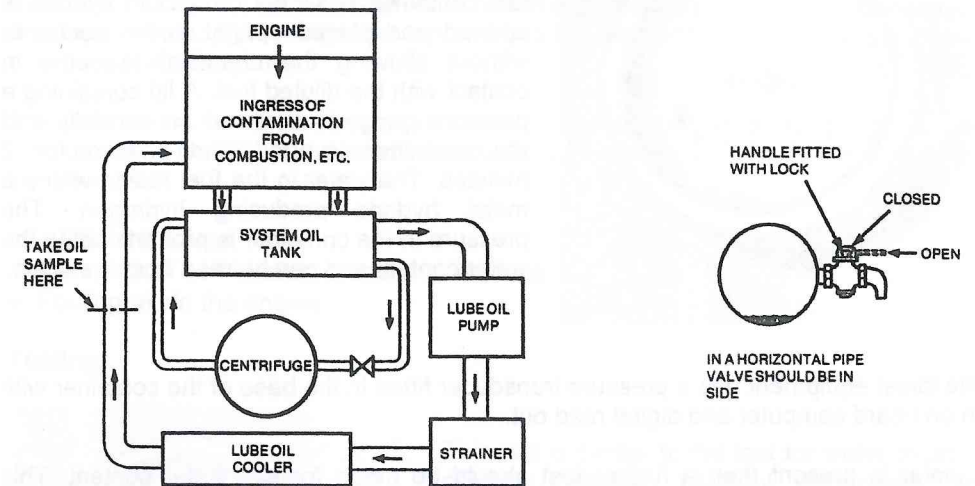 ENGINE
INGRESS OF
CONTAMINATION
FROM
COMBUSTION, ETC.
SYSTEM OIL
TANK
TAKE OIL
SAMPLE
HERE
LUBE OIL
PUMP
CENTRIFUGE
LUBE OIL
COOLER
STRAINER
HANDLE FITTED
WITH LOCK
CLOSED
OPEN
IN A HORIZONTAL PIPE
VALVE SHOULD BE IN
SIDE